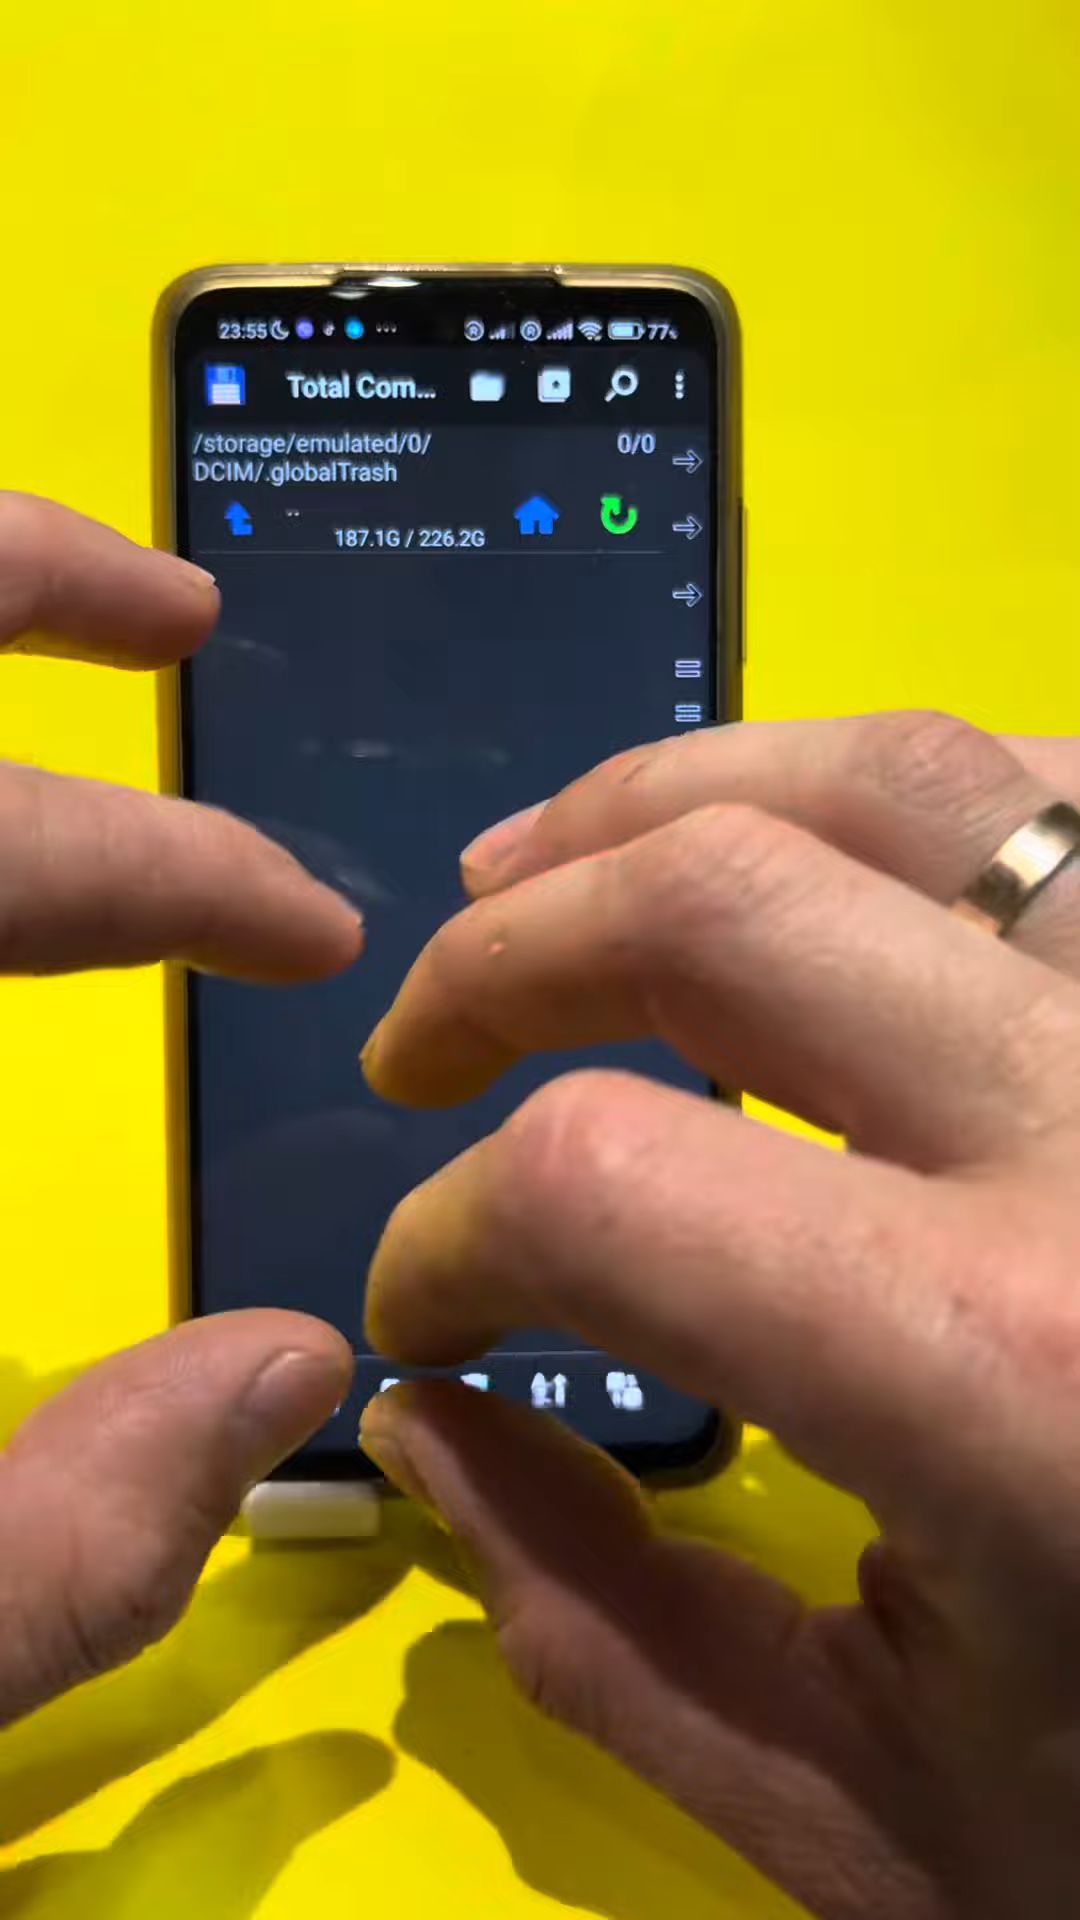 23:55 77%
Total Com...
/storage/emulated/0/ 0/0
DCIM/.globalTrash
..
187.1G / 226.2G